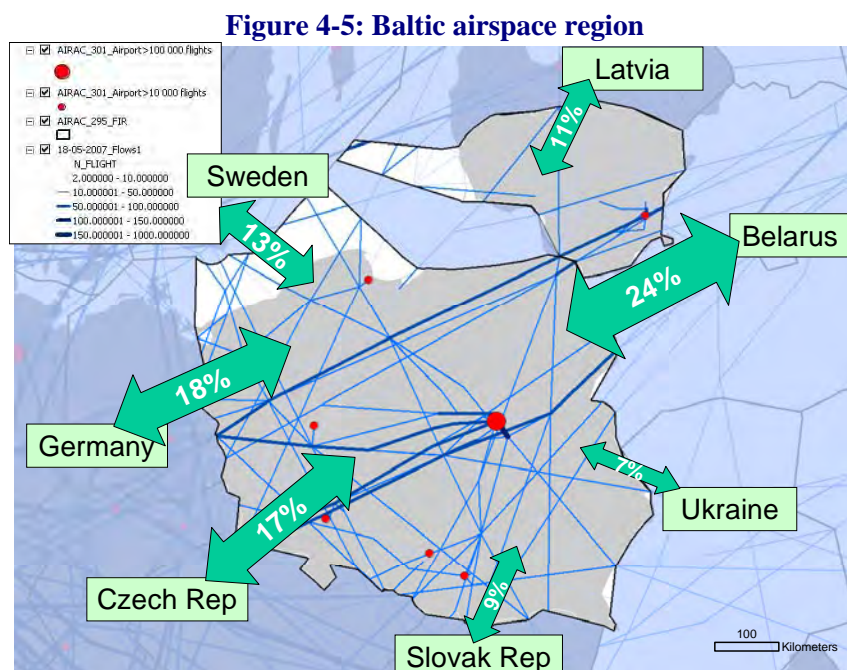 Figure 4-5: Baltic airspace region
AIRAC_301_Airport>100 000 flights
AIRAC_301_Airport>10 000 flights
AIRAC_295_FIR
18-05-2007_Flows1
N_FLIGHT
2.000000 - 10.000000
10.000001 - 50.000000
50.000001 - 100.000000
100.000001 - 150.000000
150.000001 - 1000.000000
Latvia
11%
Sweden
13%
Belarus
24%
18%
Germany
7%
Ukraine
17%
Czech Rep
9%
Slovak Rep
100
Kilometers